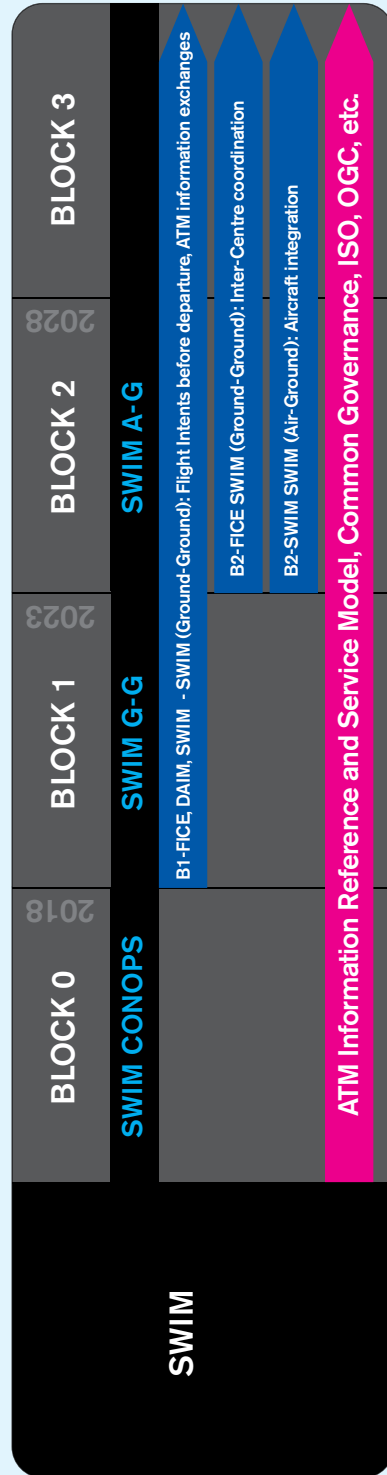 BLOCK 0
2018
BLOCK 1
2023
BLOCK 2
2028
BLOCK 3
SWIM CONOPS
SWIM G-G
SWIM A-G
SWIM
B1-FICE, DAIM, SWIM - SWIM (Ground-Ground): Flight Intents before departure, ATM information exchanges
B2-FICE SWIM (Ground-Ground): Inter-Centre coordination
B2-SWIM SWIM (Air-Ground): Aircraft integration
ATM Information Reference and Service Model, Common Governance, ISO, OGC, etc.